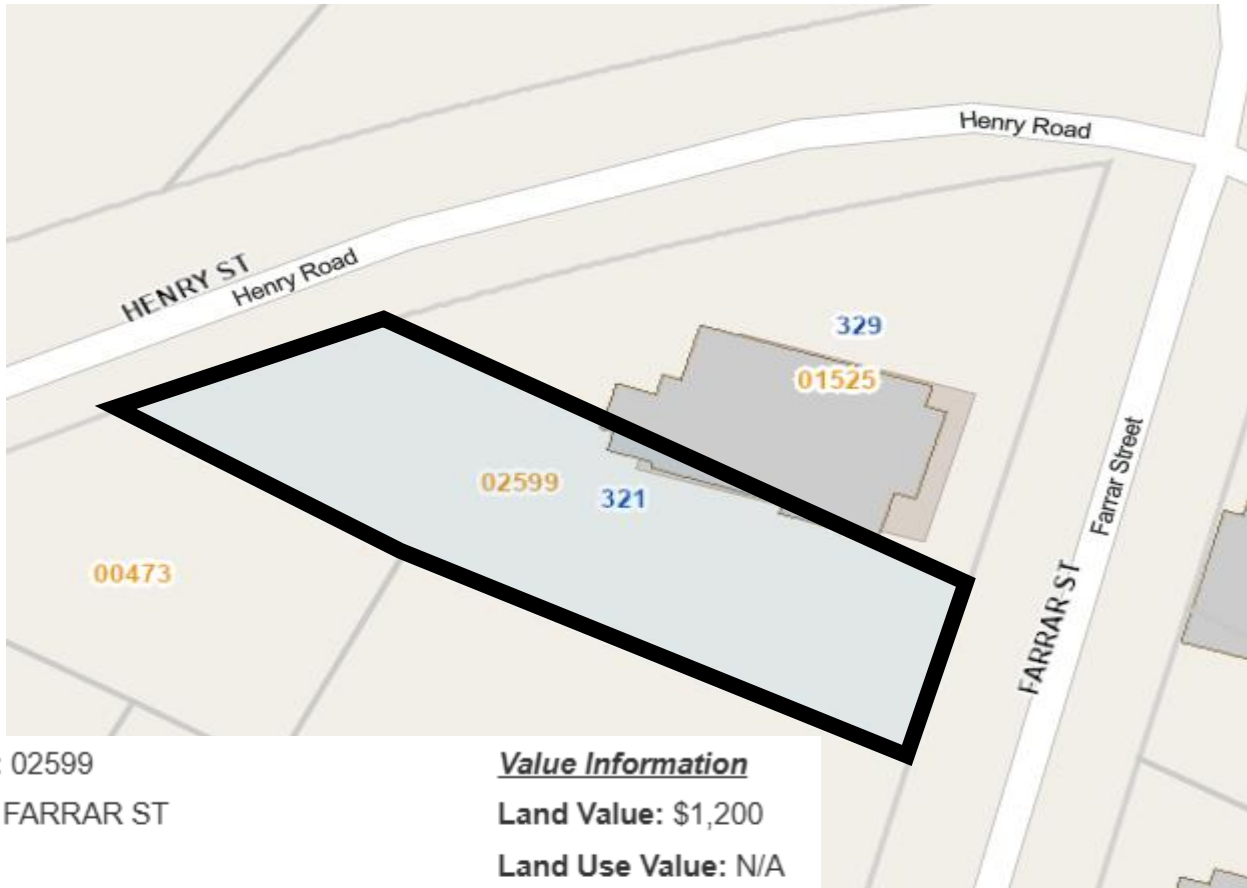 Henry Road
HENRY ST
Henry Road
329
01525
02599
321
Farrar Street
00473
FARRAR ST
: 02599
FARRAR ST
Value Information
Land Value: $1,200
Land Use Value: N/A